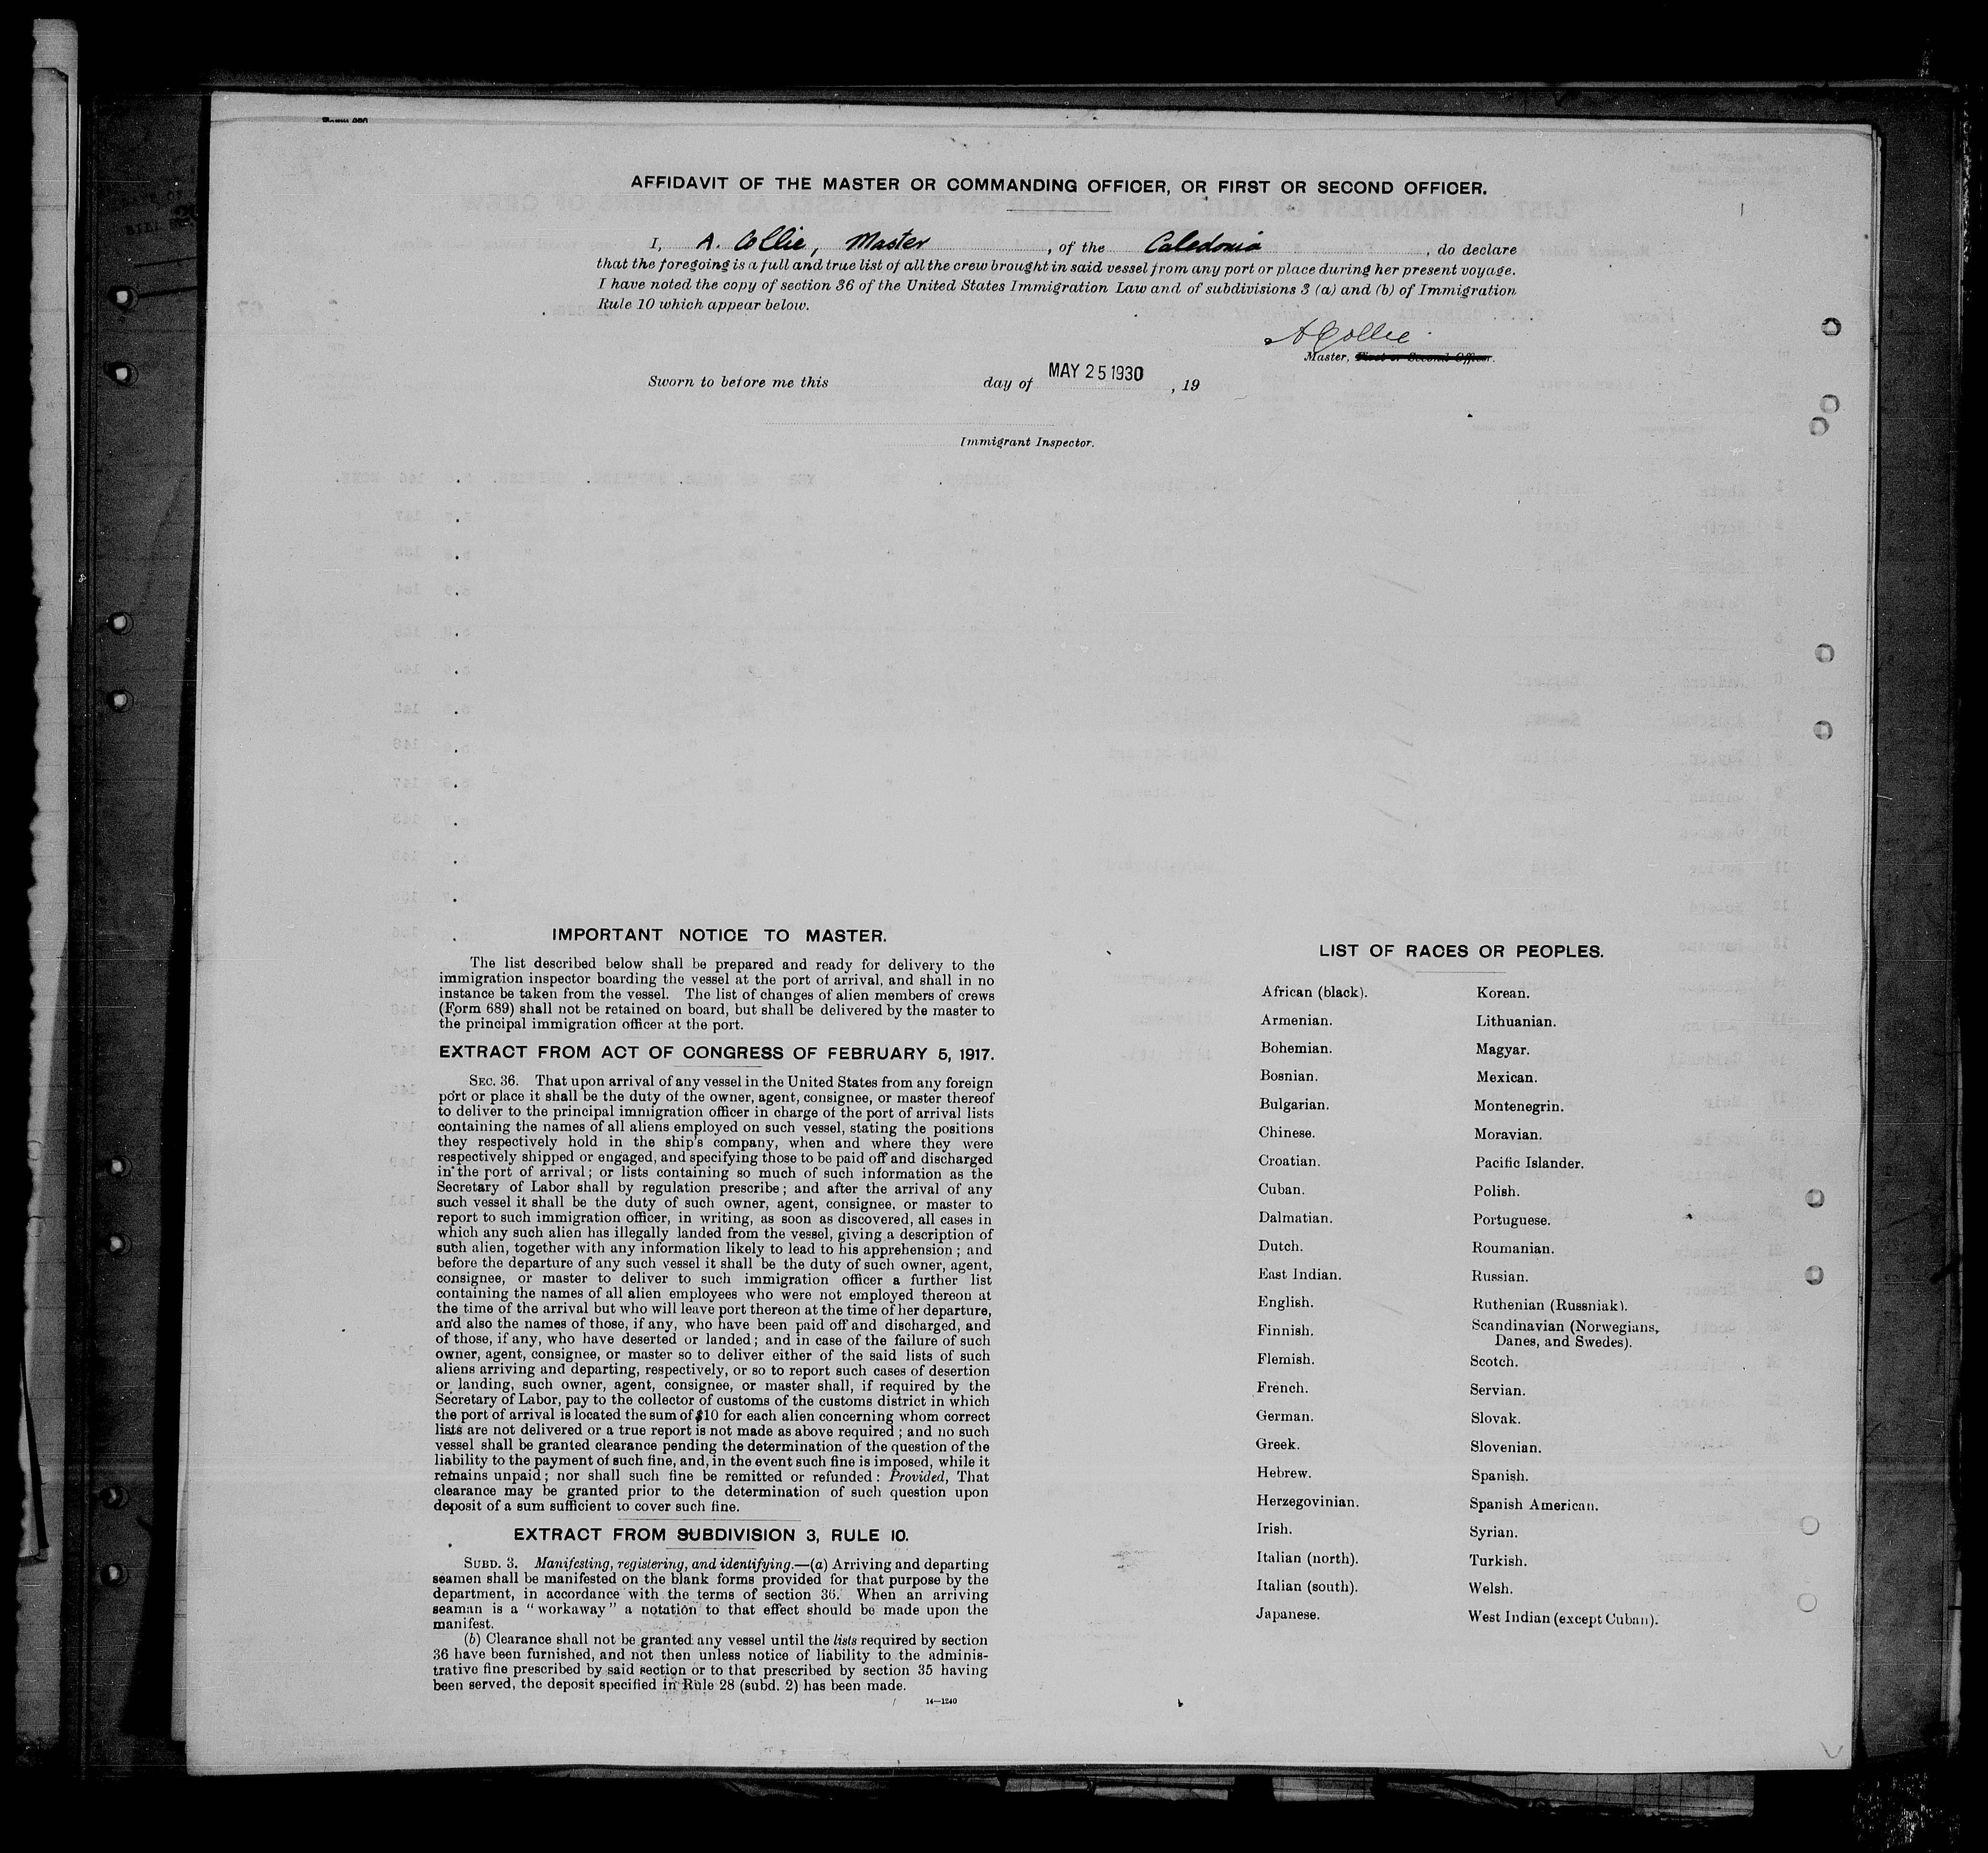 AFFIDAVIT OF THE MASTER OR COMMANDING OFFICER, OR FIRST OR SECOND OFFICER.
I, A. Collie, Master, of the Caledonia, do declare
that the foregoing is a full and true list of all the crew brought in said vessel from any port or place during her present voyage.
I have noted the copy of section 36 of the United States Immigration Law and of subdivisions 3 (a) and (b) of Immigration
Rule 10 which appear below.
A Collie
Master, First or Second Officer.
Sworn to before me this day of MAY 25 1930, 19
Immigrant Inspector.
IMPORTANT NOTICE TO MASTER.
The list described below shall be prepared and ready for delivery to the
immigration inspector boarding the vessel at the port of arrival, and shall in no
instance be taken from the vessel. The list of changes of alien members of crews
(Form 689) shall not be retained on board, but shall be delivered by the master to
the principal immigration officer at the port.
EXTRACT FROM ACT OF CONGRESS OF FEBRUARY 5, 1917.
SEC. 36. That upon arrival of any vessel in the United States from any foreign
port or place it shall be the duty of the owner, agent, consignee, or master thereof
to deliver to the principal immigration officer in charge of the port of arrival lists
containing the names of all aliens employed on such vessel, stating the positions
they respectively hold in the ship's company, when and where they were
respectively shipped or engaged, and specifying those to be paid off and discharged
in the port of arrival; or lists containing so much of such information as the
Secretary of Labor shall by regulation prescribe; and after the arrival of any
such vessel it shall be the duty of such owner, agent, consignee, or master to
report to such immigration officer, in writing, as soon as discovered, all cases in
which any such alien has illegally landed from the vessel, giving a description of
such alien, together with any information likely to lead to his apprehension; and
before the departure of any such vessel it shall be the duty of such owner, agent,
consignee, or master to deliver to such immigration officer a further list
containing the names of all alien employees who were not employed thereon at
the time of the arrival but who will leave port thereon at the time of her departure,
and also the names of those, if any, who have been paid off and discharged, and
of those, if any, who have deserted or landed; and in case of the failure of such
owner, agent, consignee, or master so to deliver either of the said lists of such
aliens arriving and departing, respectively, or so to report such cases of desertion
or landing, such owner, agent, consignee, or master shall, if required by the
Secretary of Labor, pay to the collector of customs of the customs district in which
the port of arrival is located the sum of $10 for each alien concerning whom correct
lists are not delivered or a true report is not made as above required; and no such
vessel shall be granted clearance pending the determination of the question of the
liability to the payment of such fine, and, in the event such fine is imposed, while it
remains unpaid; nor shall such fine be remitted or refunded: Provided, That
clearance may be granted prior to the determination of such question upon
deposit of a sum sufficient to cover such fine.
EXTRACT FROM SUBDIVISION 3, RULE 10.
SUBD. 3. Manifesting, registering, and identifying.—(a) Arriving and departing
seamen shall be manifested on the blank forms provided for that purpose by the
department, in accordance with the terms of section 36. When an arriving
seaman is a "workaway" a notation to that effect should be made upon the
manifest.
(b) Clearance shall not be granted any vessel until the lists required by section
36 have been furnished, and not then unless notice of liability to the adminis-
trative fine prescribed by said section or to that prescribed by section 35 having
been served, the deposit specified in Rule 28 (subd. 2) has been made.
14—1240
LIST OF RACES OR PEOPLES.
African (black).
Armenian.
Bohemian.
Bosnian.
Bulgarian.
Chinese.
Croatian.
Cuban.
Dalmatian.
Dutch.
East Indian.
English.
Finnish.
Flemish.
French.
German.
Greek.
Hebrew.
Herzegovinian.
Irish.
Italian (north).
Italian (south).
Japanese.
Korean.
Lithuanian.
Magyar.
Mexican.
Montenegrin.
Moravian.
Pacific Islander.
Polish.
Portuguese.
Roumanian.
Russian.
Ruthenian (Russniak).
Scandinavian (Norwegians,
Danes, and Swedes).
Scotch.
Servian.
Slovak.
Slovenian.
Spanish.
Spanish American.
Syrian.
Turkish.
Welsh.
West Indian (except Cuban).